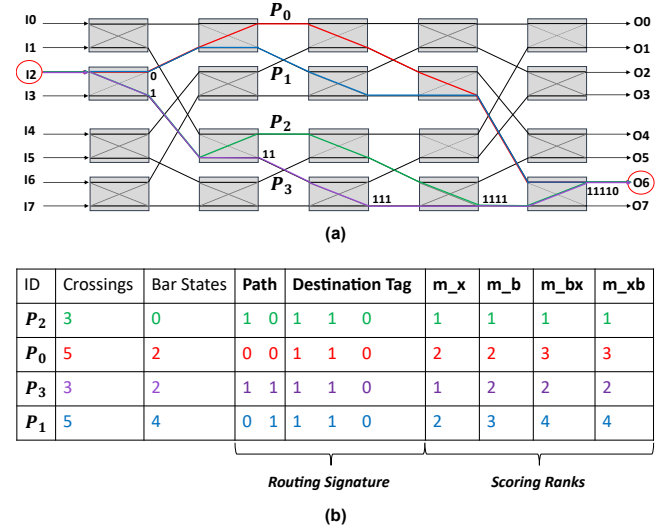 I0
P0
O0
I1
O1
I2
0
P1
O2
I3
1
O3
I4
P2
O4
I5
11
O5
I6
P3
O6
I7
111
1111
11110
O7
(a)
ID Crossings Bar States Path Destination Tag m_x m_b m_bx m_xb
P2 3 0 1 0 1 1 0 1 1 1 1
P0 5 2 0 0 1 1 0 2 2 3 3
P3 3 2 1 1 1 1 0 1 2 2 2
P1 5 4 0 1 1 1 0 2 3 4 4
Routing Signature Scoring Ranks
(b)